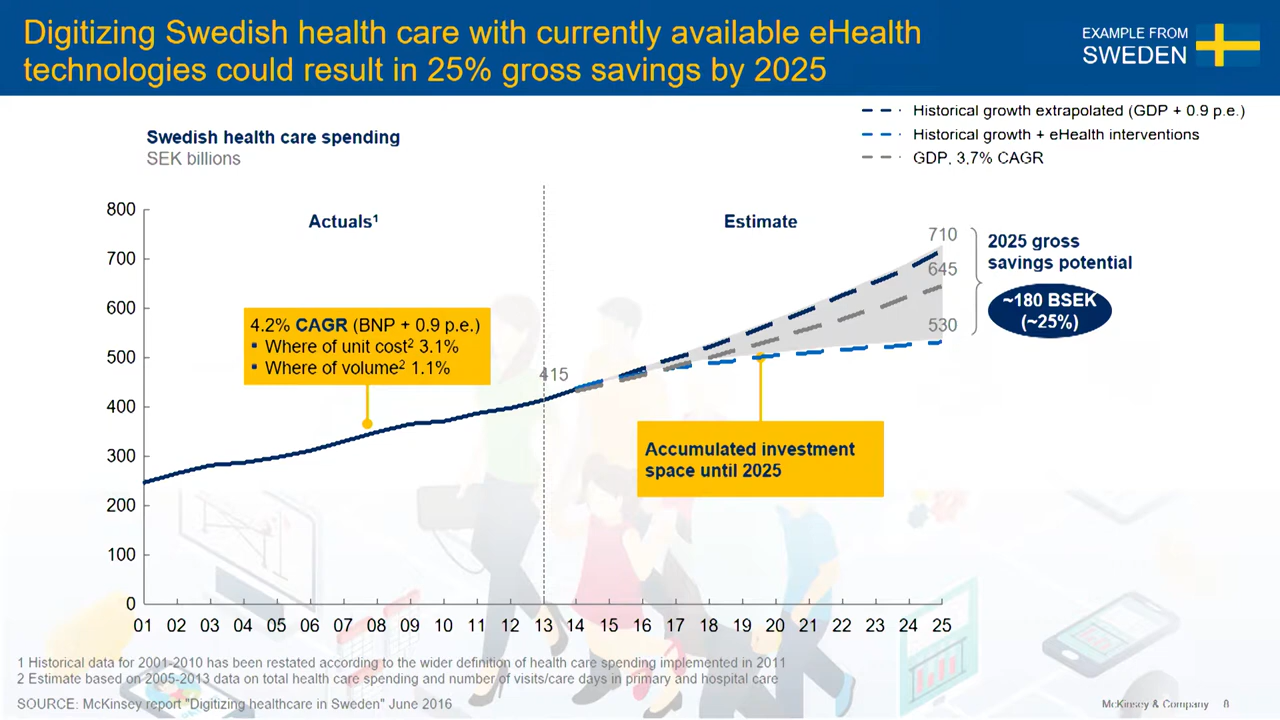 Digitizing Swedish health care with currently available eHealth
technologies could result in 25% gross savings by 2025
EXAMPLE FROM
SWEDEN
Historical growth extrapolated (GDP + 0.9 p.e.)
Historical growth + eHealth interventions
GDP, 3.7% CAGR
Swedish health care spending
SEK billions
800
700
600
500
400
300
200
100
0
Actuals¹
Estimate
4.2% CAGR (BNP + 0.9 p.e.)
▪ Where of unit cost² 3.1%
▪ Where of volume² 1.1%
415
710
645
530
2025 gross
savings potential
~180 BSEK
(~25%)
Accumulated investment
space until 2025
01 02 03 04 05 06 07 08 09 10 11 12 13 14 15 16 17 18 19 20 21 22 23 24 25
1 Historical data for 2001-2010 has been restated according to the wider definition of health care spending implemented in 2011
2 Estimate based on 2005-2013 data on total health care spending and number of visits/care days in primary and hospital care
SOURCE: McKinsey report "Digitizing healthcare in Sweden" June 2016
McKinsey & Company 8